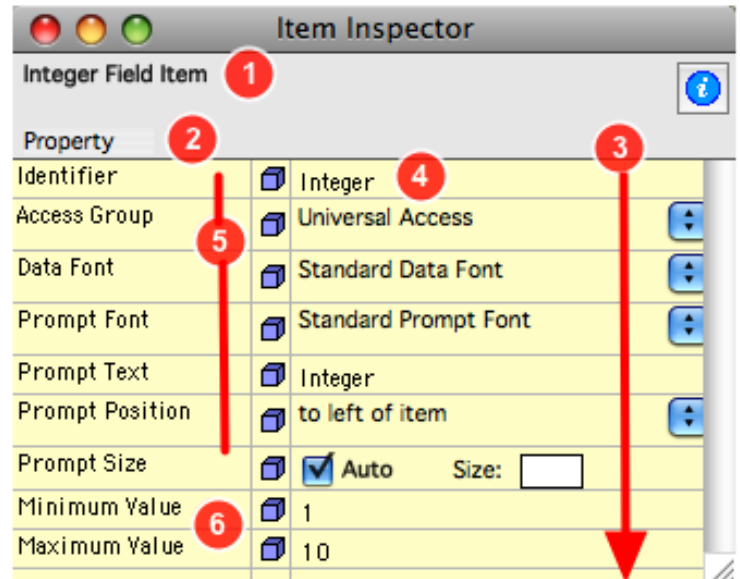 Item Inspector
Integer Field Item 1
i
Property 2 3
Identifier Integer 4
Access Group Universal Access
5
Data Font Standard Data Font
Prompt Font Standard Prompt Font
Prompt Text Integer
Prompt Position to left of item
Prompt Size Auto Size:
Minimum Value 1
6
Maximum Value 10